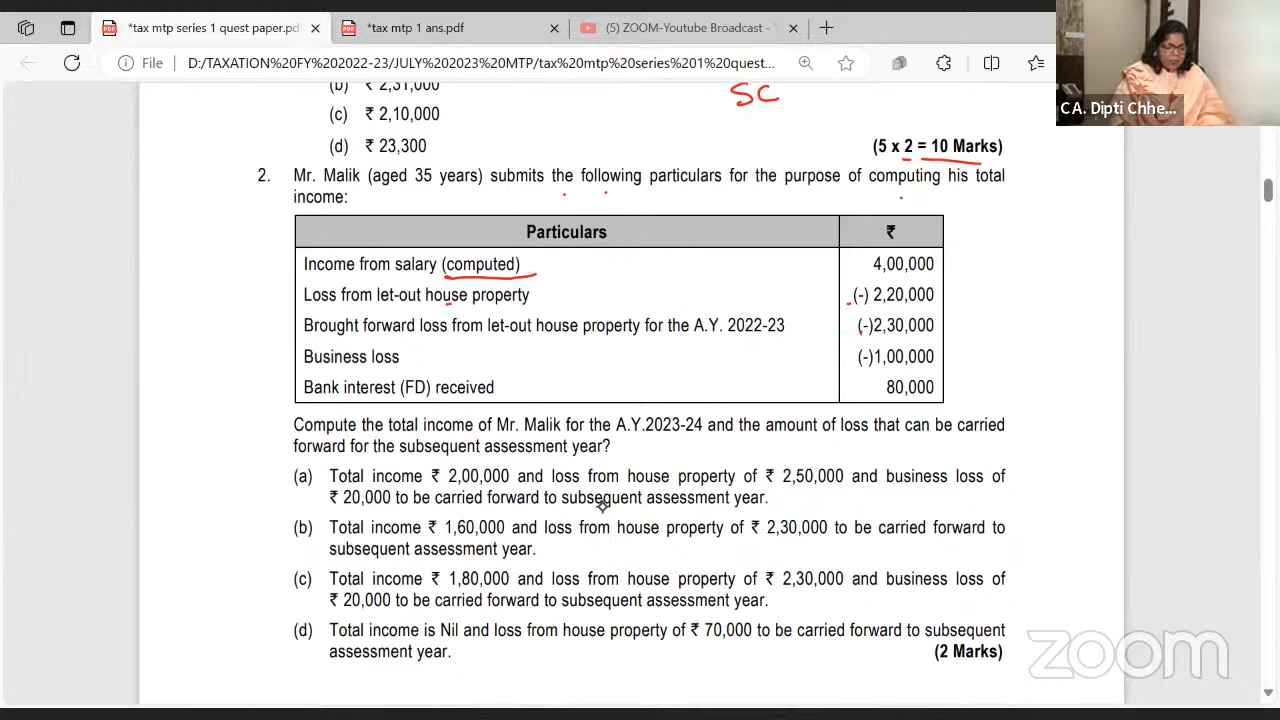 *tax mtp series 1 quest paper.pd
*tax mtp 1 ans.pdf
(5) ZOOM-Youtube Broadcast -
File
D:/TAXATION%20FY%202022-23/JULY%202023%20MTP/tax%20mtp%20series%201%20quest...
C A. Dipti Chhe...
(b) ₹ 2,31,000
SC
(c) ₹ 2,10,000
(d) ₹ 23,300
(5 x 2 = 10 Marks)
2. Mr. Malik (aged 35 years) submits the following particulars for the purpose of computing his total
income:
Particulars ₹
Income from salary (computed) 4,00,000
Loss from let-out house property (-) 2,20,000
Brought forward loss from let-out house property for the A.Y. 2022-23 (-)2,30,000
Business loss (-)1,00,000
Bank interest (FD) received 80,000
Compute the total income of Mr. Malik for the A.Y.2023-24 and the amount of loss that can be carried
forward for the subsequent assessment year?
(a) Total income ₹ 2,00,000 and loss from house property of ₹ 2,50,000 and business loss of
₹ 20,000 to be carried forward to subsequent assessment year.
(b) Total income ₹ 1,60,000 and loss from house property of ₹ 2,30,000 to be carried forward to
subsequent assessment year.
(c) Total income ₹ 1,80,000 and loss from house property of ₹ 2,30,000 and business loss of
₹ 20,000 to be carried forward to subsequent assessment year.
(d) Total income is Nil and loss from house property of ₹ 70,000 to be carried forward to subsequent
assessment year. (2 Marks)
zoom